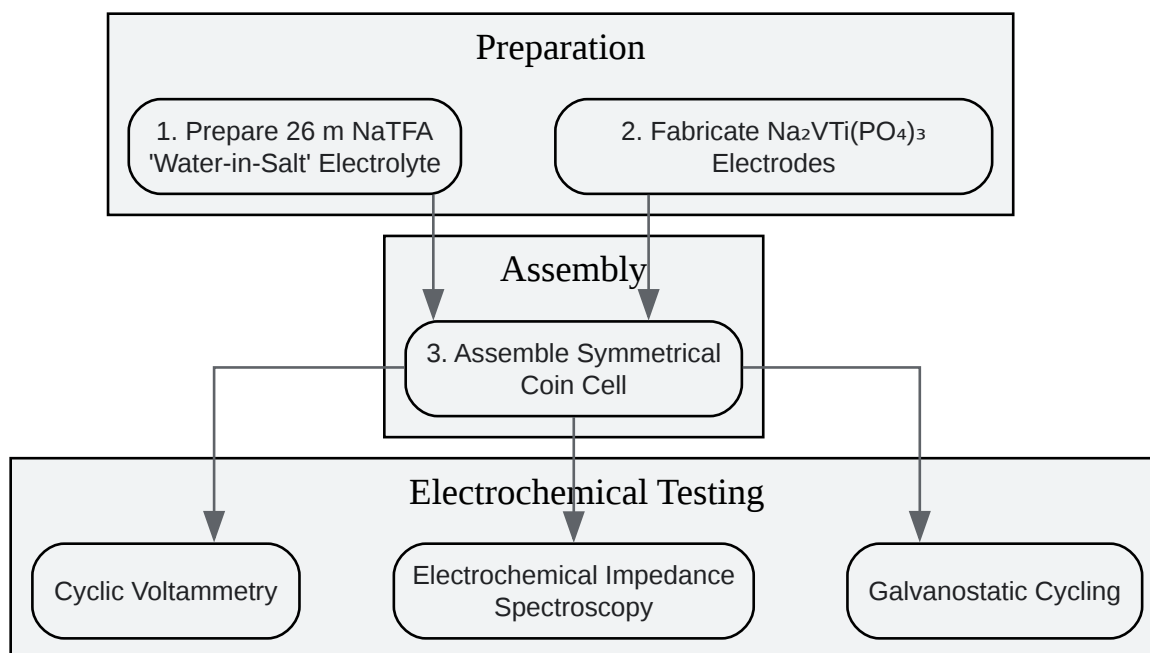 Preparation
1. Prepare 26 m NaTFA
'Water-in-Salt' Electrolyte
2. Fabricate Na₂VTi(PO₄)₃
Electrodes
Assembly
3. Assemble Symmetrical
Coin Cell
Electrochemical Testing
Cyclic Voltammetry
Electrochemical Impedance
Spectroscopy
Galvanostatic Cycling